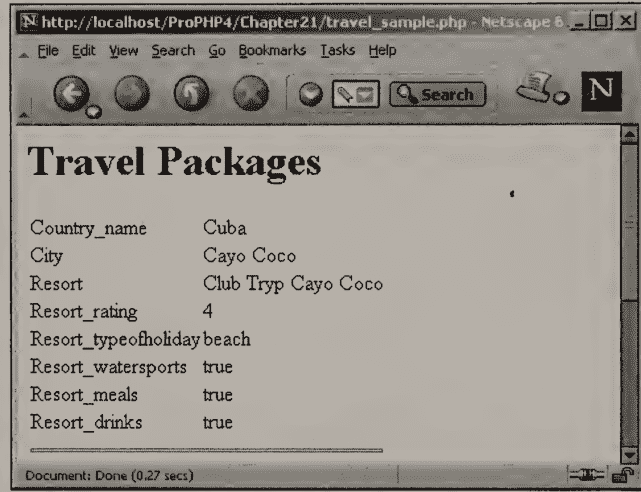 http://localhost/ProPHP4/Chapter21/travel_sample.php - Netscape 6
File Edit View Search Go Bookmarks Tasks Help
Search N
Travel Packages
Country_name Cuba
City Cayo Coco
Resort Club Tryp Cayo Coco
Resort_rating 4
Resort_typeofholiday beach
Resort_watersports true
Resort_meals true
Resort_drinks true
Document: Done (0.27 secs)